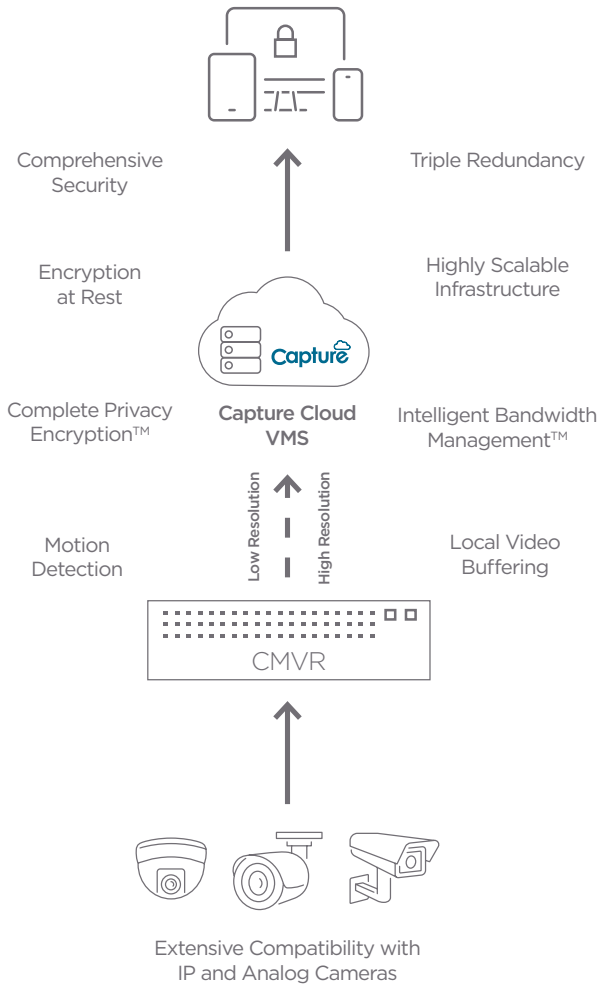 Comprehensive
Security
Triple Redundancy
Encryption
at Rest
Highly Scalable
Infrastructure
Capture
Complete Privacy
Encryption™
Capture Cloud
VMS
Intelligent Bandwidth
Management™
Low Resolution
High Resolution
Motion
Detection
Local Video
Buffering
CMVR
Extensive Compatibility with
IP and Analog Cameras